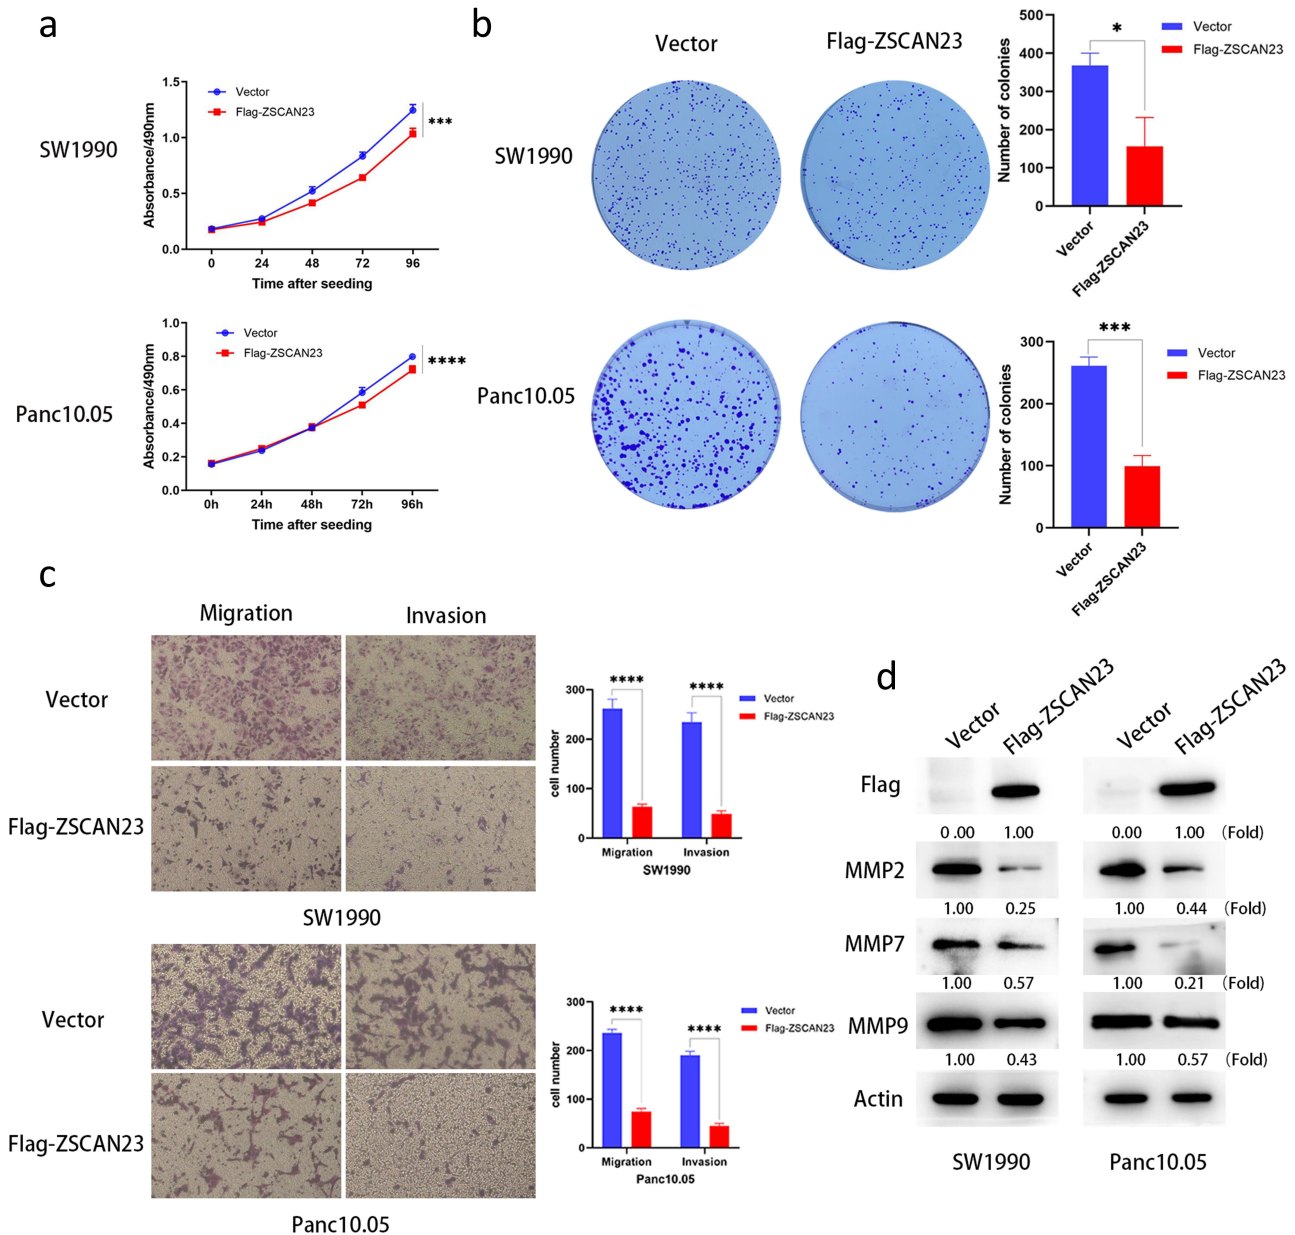 a
SW1990
1.5
1.0
0.5
0.0
Absorbance/490nm
Vector
Flag-ZSCAN23
***
0 24 48 72 96
Time after seeding
Panc10.05
1.0
0.8
0.6
0.4
0.2
0.0
Absorbance/490nm
Vector
Flag-ZSCAN23
****
0h 24h 48h 72h 96h
Time after seeding
b
Vector Flag-ZSCAN23
SW1990
500
400
300
200
100
0
Number of colonies
*
Vector
Flag-ZSCAN23
Vector
Flag-ZSCAN23
Panc10.05
300
200
100
0
Number of colonies
***
Vector
Flag-ZSCAN23
Vector
Flag-ZSCAN23
c
Migration Invasion
Vector
Flag-ZSCAN23
SW1990
300
200
100
0
cell number
**** ****
Vector
Flag-ZSCAN23
Migration Invasion
SW1990
Vector
Flag-ZSCAN23
Panc10.05
300
200
100
0
cell number
**** ****
Vector
Flag-ZSCAN23
Migration Invasion
Panc10.05
d
Vector Flag-ZSCAN23 Vector Flag-ZSCAN23
Flag
0.00 1.00 0.00 1.00 (Fold)
MMP2
1.00 0.25 1.00 0.44 (Fold)
MMP7
1.00 0.57 1.00 0.21 (Fold)
MMP9
1.00 0.43 1.00 0.57 (Fold)
Actin
SW1990 Panc10.05